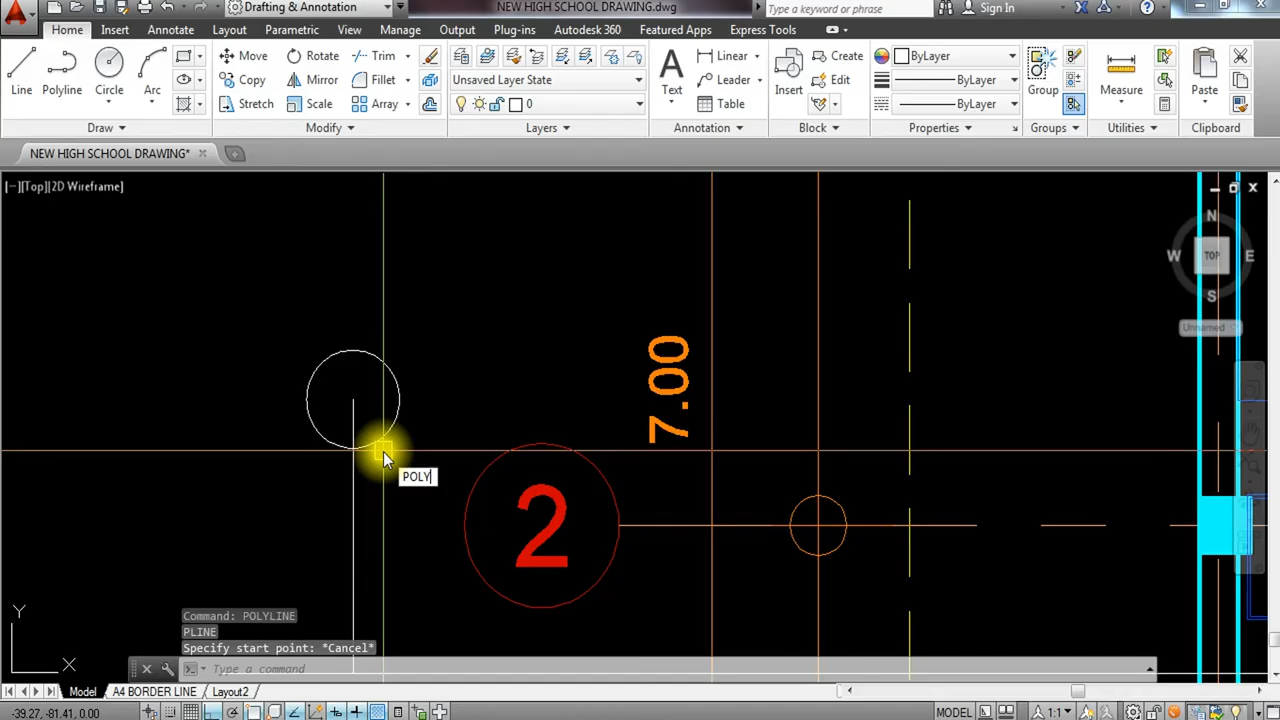 Drafting & Annotation
NEW HIGH SCHOOL DRAWING.dwg
Type a keyword or phrase
Sign In
Home Insert Annotate Layout Parametric View Manage Output Plug-ins Autodesk 360 Featured Apps Express Tools
Line Polyline Circle Arc
Move Rotate Trim
Copy Mirror Fillet
Stretch Scale Array
Unsaved Layer State
0
Text
Linear
Leader
Table
Insert
Create
Edit
ByLayer
ByLayer
ByLayer
Group
Measure
Paste
Draw Modify Layers Annotation Block Properties Groups Utilities Clipboard
NEW HIGH SCHOOL DRAWING*
[−][Top][2D Wireframe]
N
W TOP E
S
Unnamed
7.00
POLY
2
Y
X
Command: POLYLINE
PLINE
Specify start point: *Cancel*
Type a command
Model A4 BORDER LINE Layout2
-39.27, -81.41, 0.00
MODEL
1:1